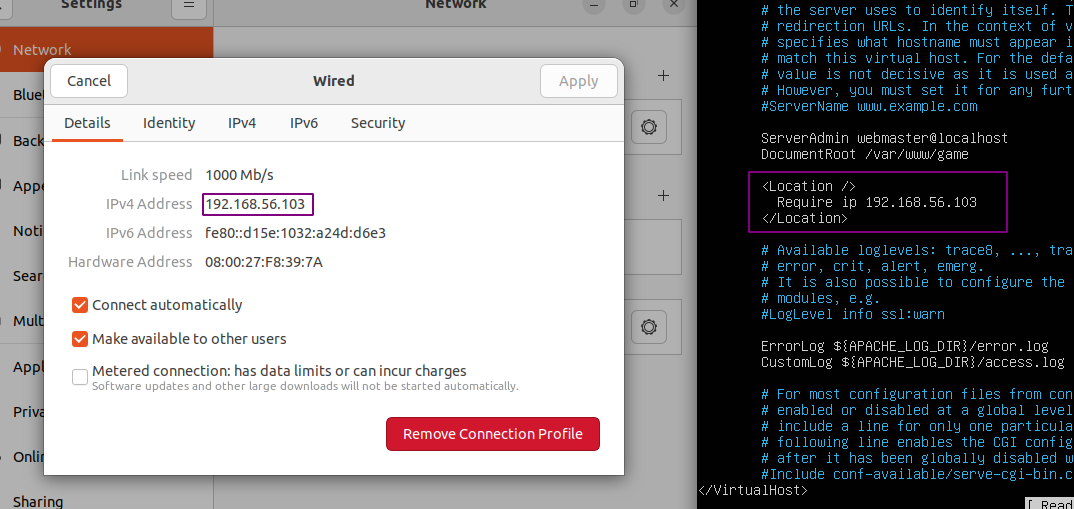 Settings
Network
Network
Cancel
Wired
Apply
Details
Identity
IPv4
IPv6
Security
Link speed 1000 Mb/s
IPv4 Address 192.168.56.103
IPv6 Address fe80::d15e:1032:a24d:d6e3
Hardware Address 08:00:27:F8:39:7A
Connect automatically
Make available to other users
Metered connection: has data limits or can incur charges
Software updates and other large downloads will not be started automatically.
Remove Connection Profile
Back
Appe
Noti
Sear
Mult
Appl
Priva
Onlin
Sharing
# the server uses to identify itself. T
# redirection URLs. In the context of v
# specifies what hostname must appear i
# match this virtual host. For the defa
# value is not decisive as it is used a
# However, you must set it for any furt
#ServerName www.example.com
ServerAdmin webmaster@localhost
DocumentRoot /var/www/game
<Location />
Require ip 192.168.56.103
</Location>
# Available loglevels: trace8, ..., tra
# error, crit, alert, emerg.
# It is also possible to configure the
# modules, e.g.
#LogLevel info ssl:warn
ErrorLog ${APACHE_LOG_DIR}/error.log
CustomLog ${APACHE_LOG_DIR}/access.log
# For most configuration files from con
# enabled or disabled at a global level
# include a line for only one particula
# following line enables the CGI config
# after it has been globally disabled w
#Include conf-available/serve-cgi-bin.c
</VirtualHost>
[ Read